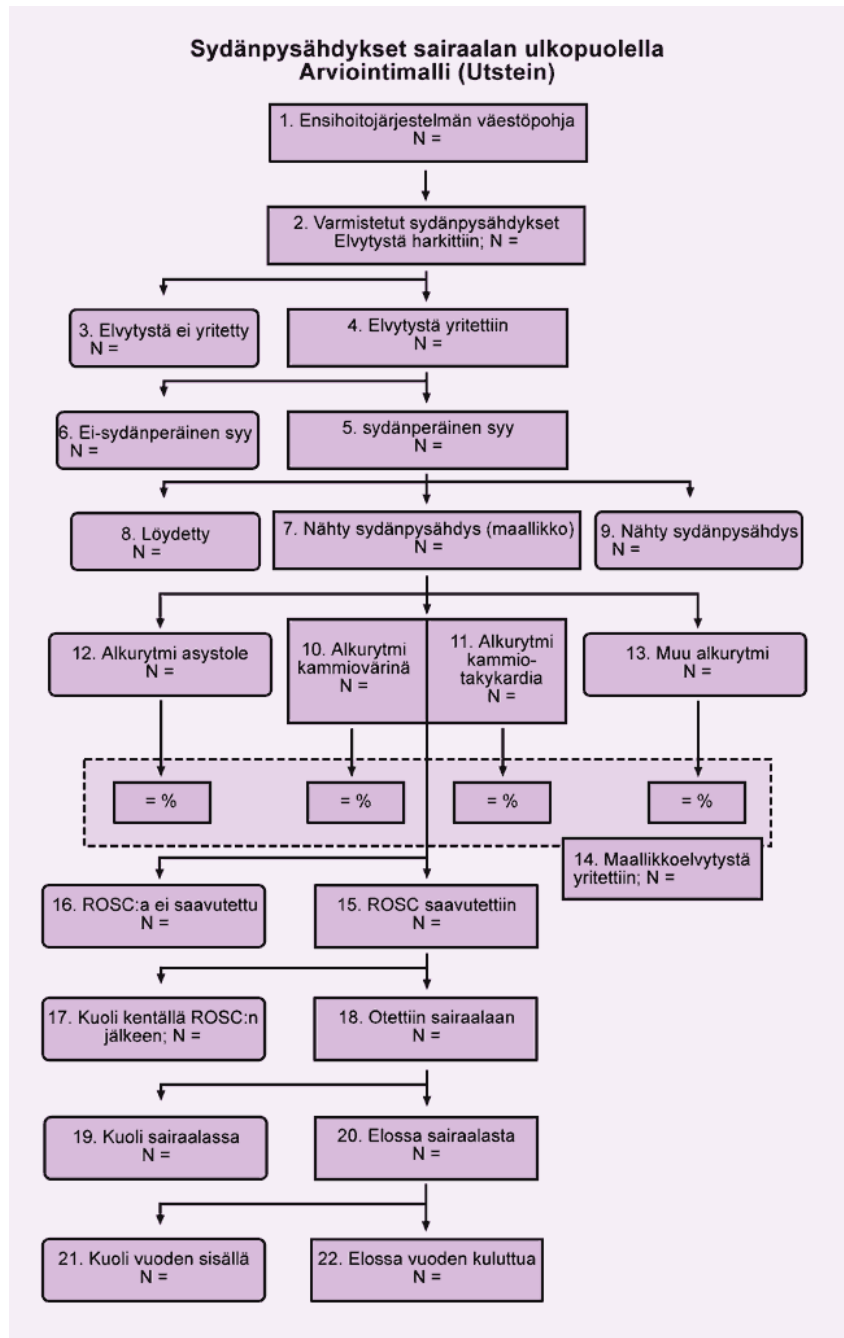 Sydänpysähdykset sairaalan ulkopuolella
Arviointimalli (Utstein)
1. Ensihoitojärjestelmän väestöpohja
N =
2. Varmistetut sydänpysähdykset
Elvytystä harkittiin; N =
3. Elvytystä ei yritetty
N =
4. Elvytystä yritettiin
N =
6. Ei-sydänperäinen syy
N =
5. sydänperäinen syy
N =
8. Löydetty
N =
7. Nähty sydänpysähdys (maallikko)
N =
9. Nähty sydänpysähdys
N =
12. Alkurytmi asystole
N =
10. Alkurytmi
kammiovärinä
N =
11. Alkurytmi
kammio-
takykardia
N =
13. Muu alkurytmi
N =
= %
= %
= %
= %
14. Maallikkoelvytystä
yritettiin; N =
16. ROSC:a ei saavutettu
N =
15. ROSC saavutettiin
N =
17. Kuoli kentällä ROSC:n
jälkeen; N =
18. Otettiin sairaalaan
N =
19. Kuoli sairaalassa
N =
20. Elossa sairaalasta
N =
21. Kuoli vuoden sisällä
N =
22. Elossa vuoden kuluttua
N =